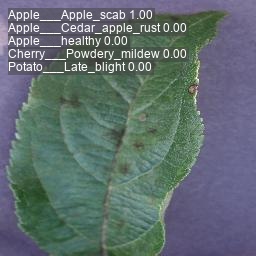 Apple___Apple_scab 1.00
Apple___Cedar_apple_rust 0.00
Apple___healthy 0.00
Cherry___Powdery_mildew 0.00
Potato___Late_blight 0.00